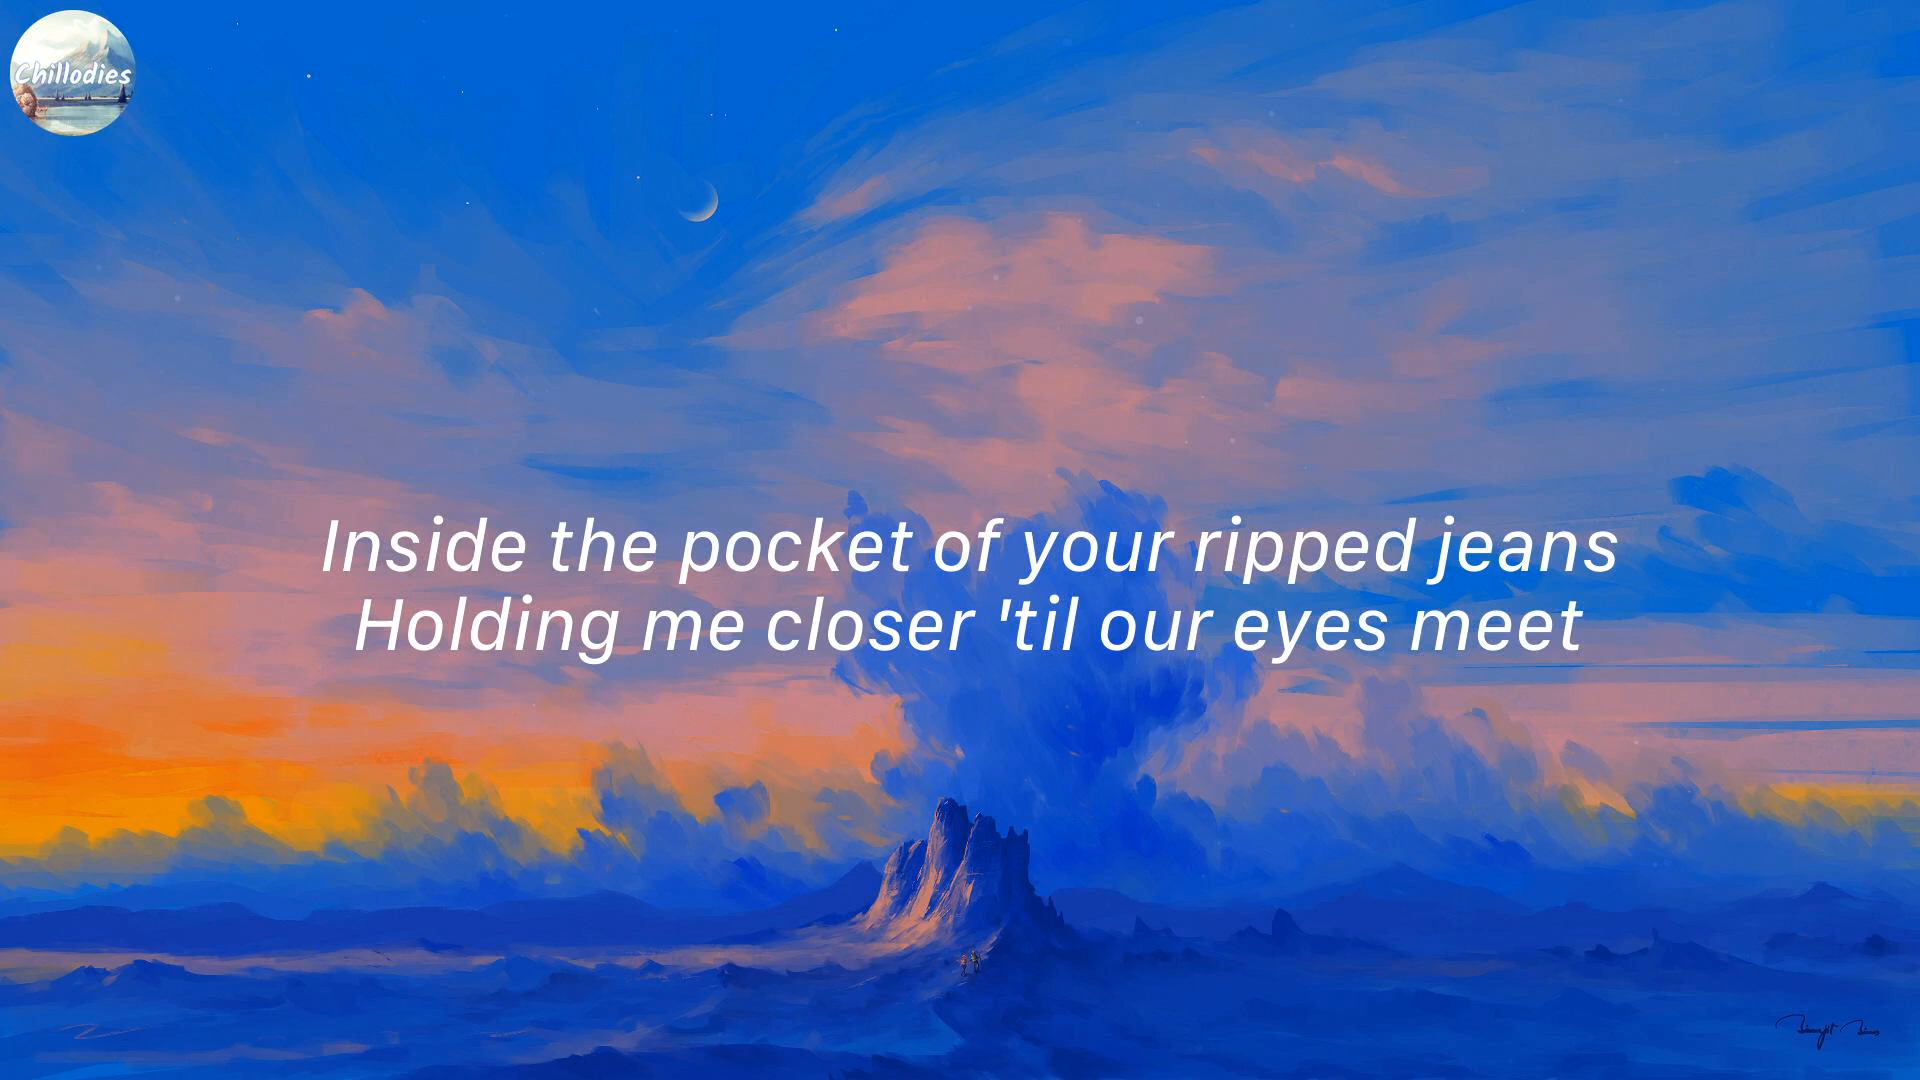 Chillodies
Inside the pocket of your ripped jeans
Holding me closer 'til our eyes meet